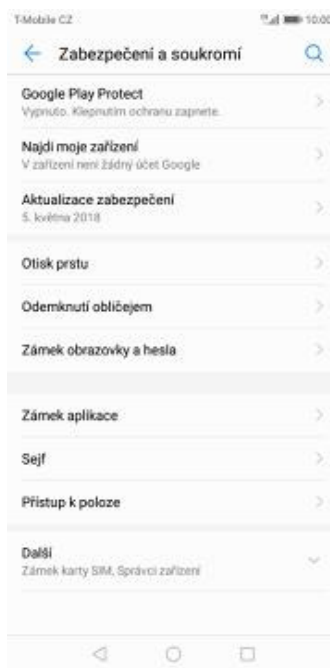 T-Mobile CZ 10:00
Zabezpečení a soukromí
Google Play Protect
Vypnuto. Klepnutím ochranu zapnete.
Najdi moje zařízení
V zařízení není žádný účet Google
Aktualizace zabezpečení
5. května 2018
Otisk prstu
Odemknutí obličejem
Zámek obrazovky a hesla
Zámek aplikace
Sejf
Přístup k poloze
Další
Zámek karty SIM, Správci zařízení